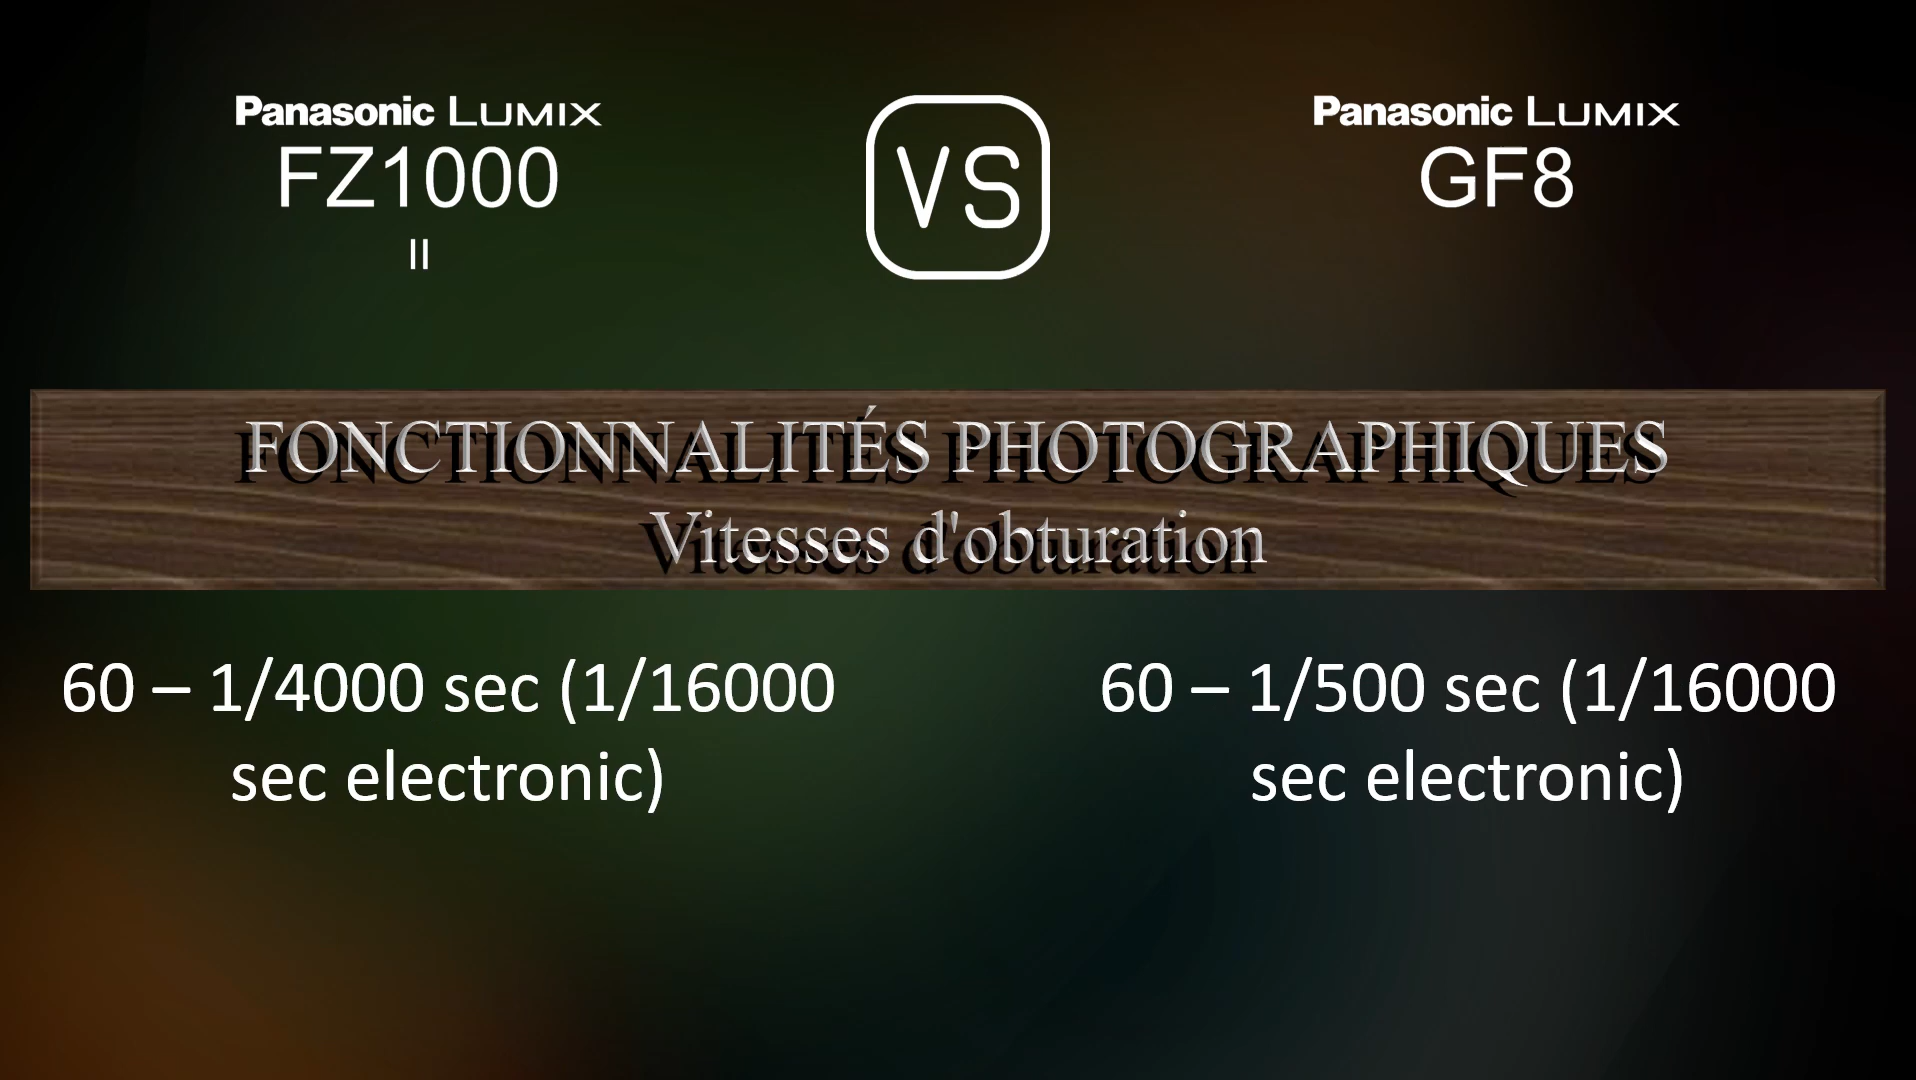 Panasonic LUMIX
FZ1000
II
VS
Panasonic LUMIX
GF8
FONCTIONNALITÉS PHOTOGRAPHIQUES
Vitesses d'obturation
60 – 1/4000 sec (1/16000
sec electronic)
60 – 1/500 sec (1/16000
sec electronic)